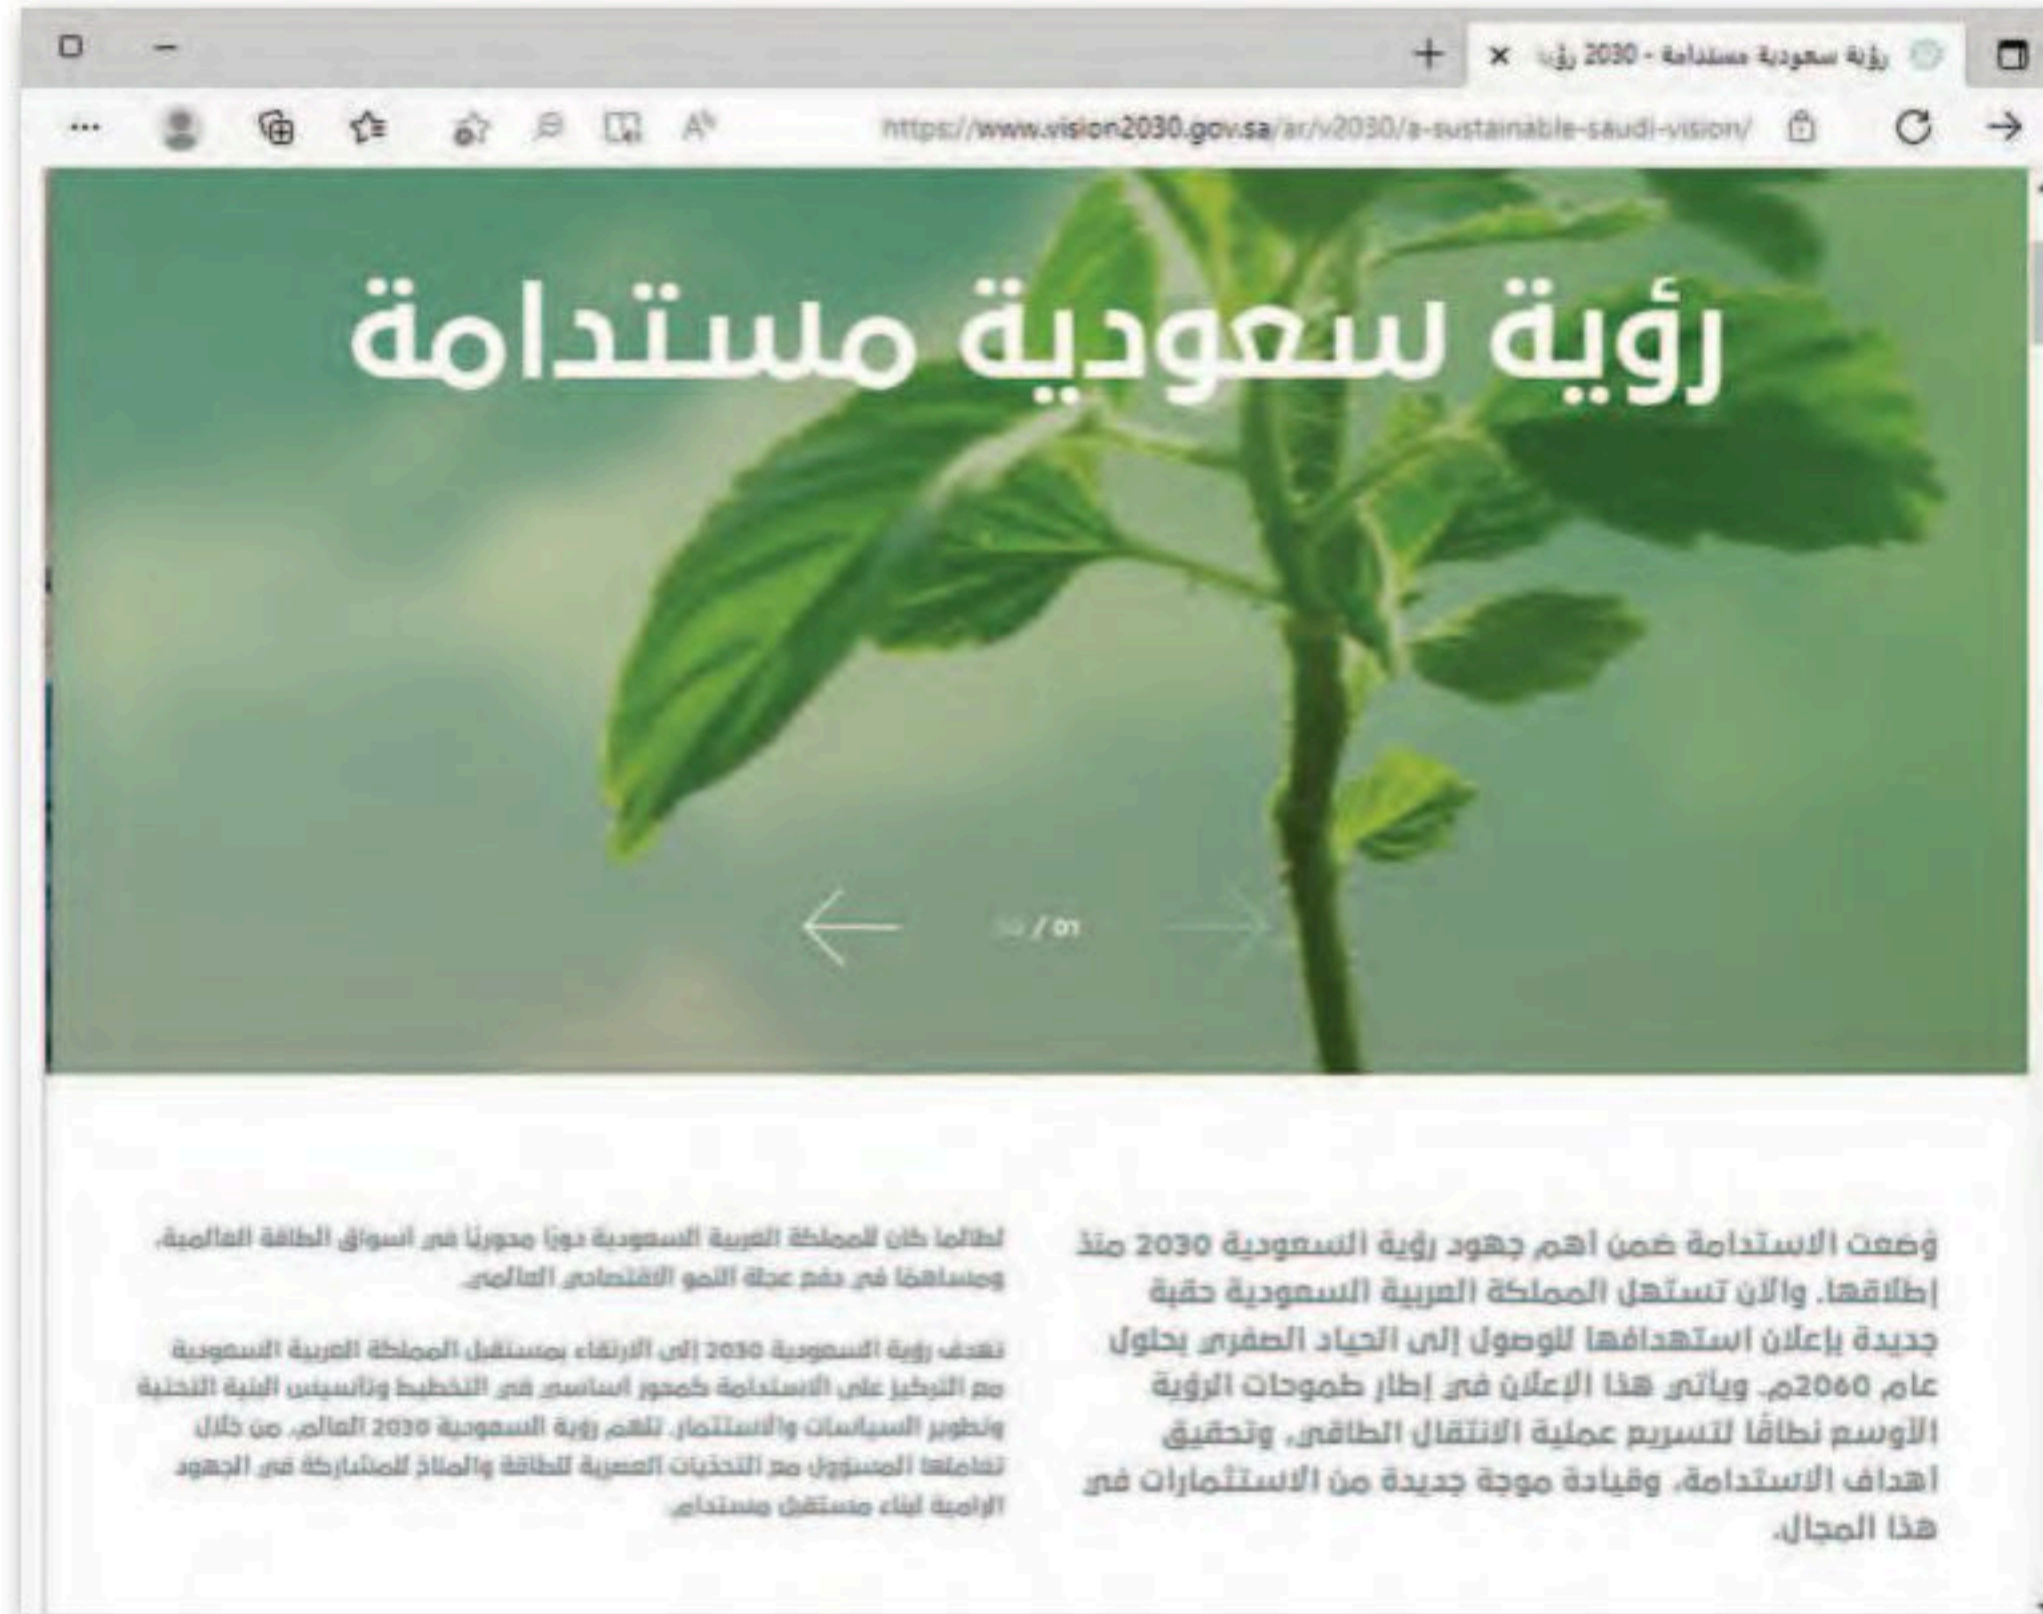 رؤية سعودية مستدامة - 2030 رؤي
https://www.vision2030.gov.sa/ar/v2030/a-sustainable-saudi-vision/
رؤية سعودية مستدامة
01 /
وُضعت الاستدامة ضمن أهم جهود رؤية السعودية 2030 منذ
إطلاقها. والآن تستهل المملكة العربية السعودية حقبة
جديدة بإعلان استهدافها للوصول إلى الحياد الصفري بحلول
عام 2060م. ويأتي هذا الإعلان في إطار طموحات الرؤية
الأوسع نطاقًا لتسريع عملية الانتقال الطاقي، وتحقيق
أهداف الاستدامة، وقيادة موجة جديدة من الاستثمارات في
هذا المجال.
لطالما كان للمملكة العربية السعودية دورًا محوريًا في أسواق الطاقة العالمية،
ومساهمًا في دفع عجلة النمو الاقتصادي العالمي.
تهدف رؤية السعودية 2030 إلى الارتقاء بمستقبل المملكة العربية السعودية
مع التركيز على الاستدامة كمحور أساسي في التخطيط وتأسيس البنية التحتية
وتطوير السياسات والاستثمار. تلهم رؤية السعودية 2030 العالم، من خلال
تعاملها المسؤول مع التحديات العصرية للطاقة والمناخ للمشاركة في الجهود
الرامية لبناء مستقبل مستدام.